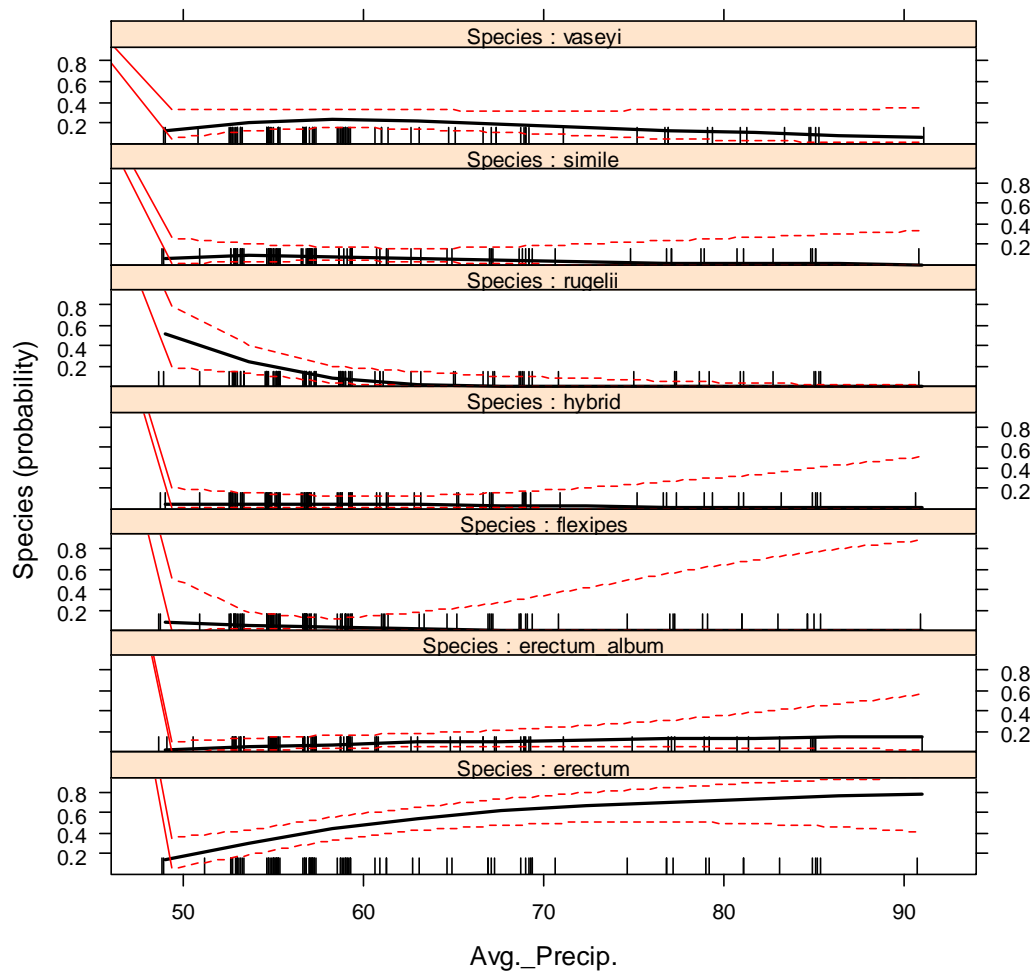 Species : vaseyi
0.8
0.6
0.4
0.2
Species : simile
0.8
0.6
0.4
0.2
Species : rugelii
0.8
0.6
0.4
0.2
Species : hybrid
0.8
0.6
0.4
0.2
Species : flexipes
0.8
0.6
0.4
0.2
Species : erectum_album
0.8
0.6
0.4
0.2
Species : erectum
0.8
0.6
0.4
0.2
Species (probability)
50 60 70 80 90
Avg._Precip.